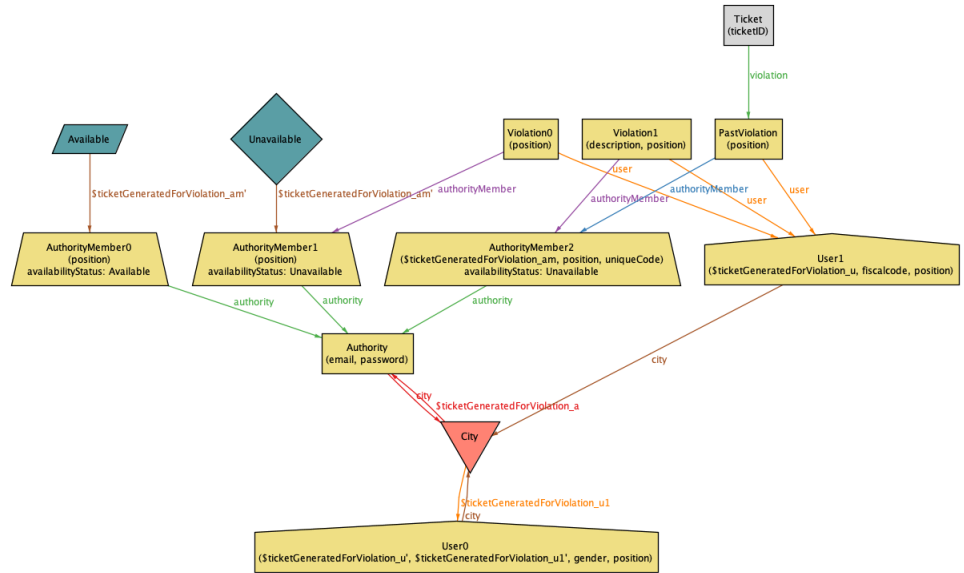 Ticket
(ticketID)
violation
Available
Unavailable
Violation0
(position)
Violation1
(description, position)
PastViolation
(position)
$ticketGeneratedForViolation_am'
$ticketGeneratedForViolation_am'
authorityMember
user
authorityMember
authorityMember
user
user
AuthorityMember0
(position)
availabilityStatus: Available
AuthorityMember1
(position)
availabilityStatus: Unavailable
AuthorityMember2
($ticketGeneratedForViolation_am, position, uniqueCode)
availabilityStatus: Unavailable
User1
($ticketGeneratedForViolation_u, fiscalcode, position)
authority
authority
authority
Authority
(email, password)
city
city
$ticketGeneratedForViolation_a
City
$ticketGeneratedForViolation_u1
city
User0
($ticketGeneratedForViolation_u', $ticketGeneratedForViolation_u1', gender, position)